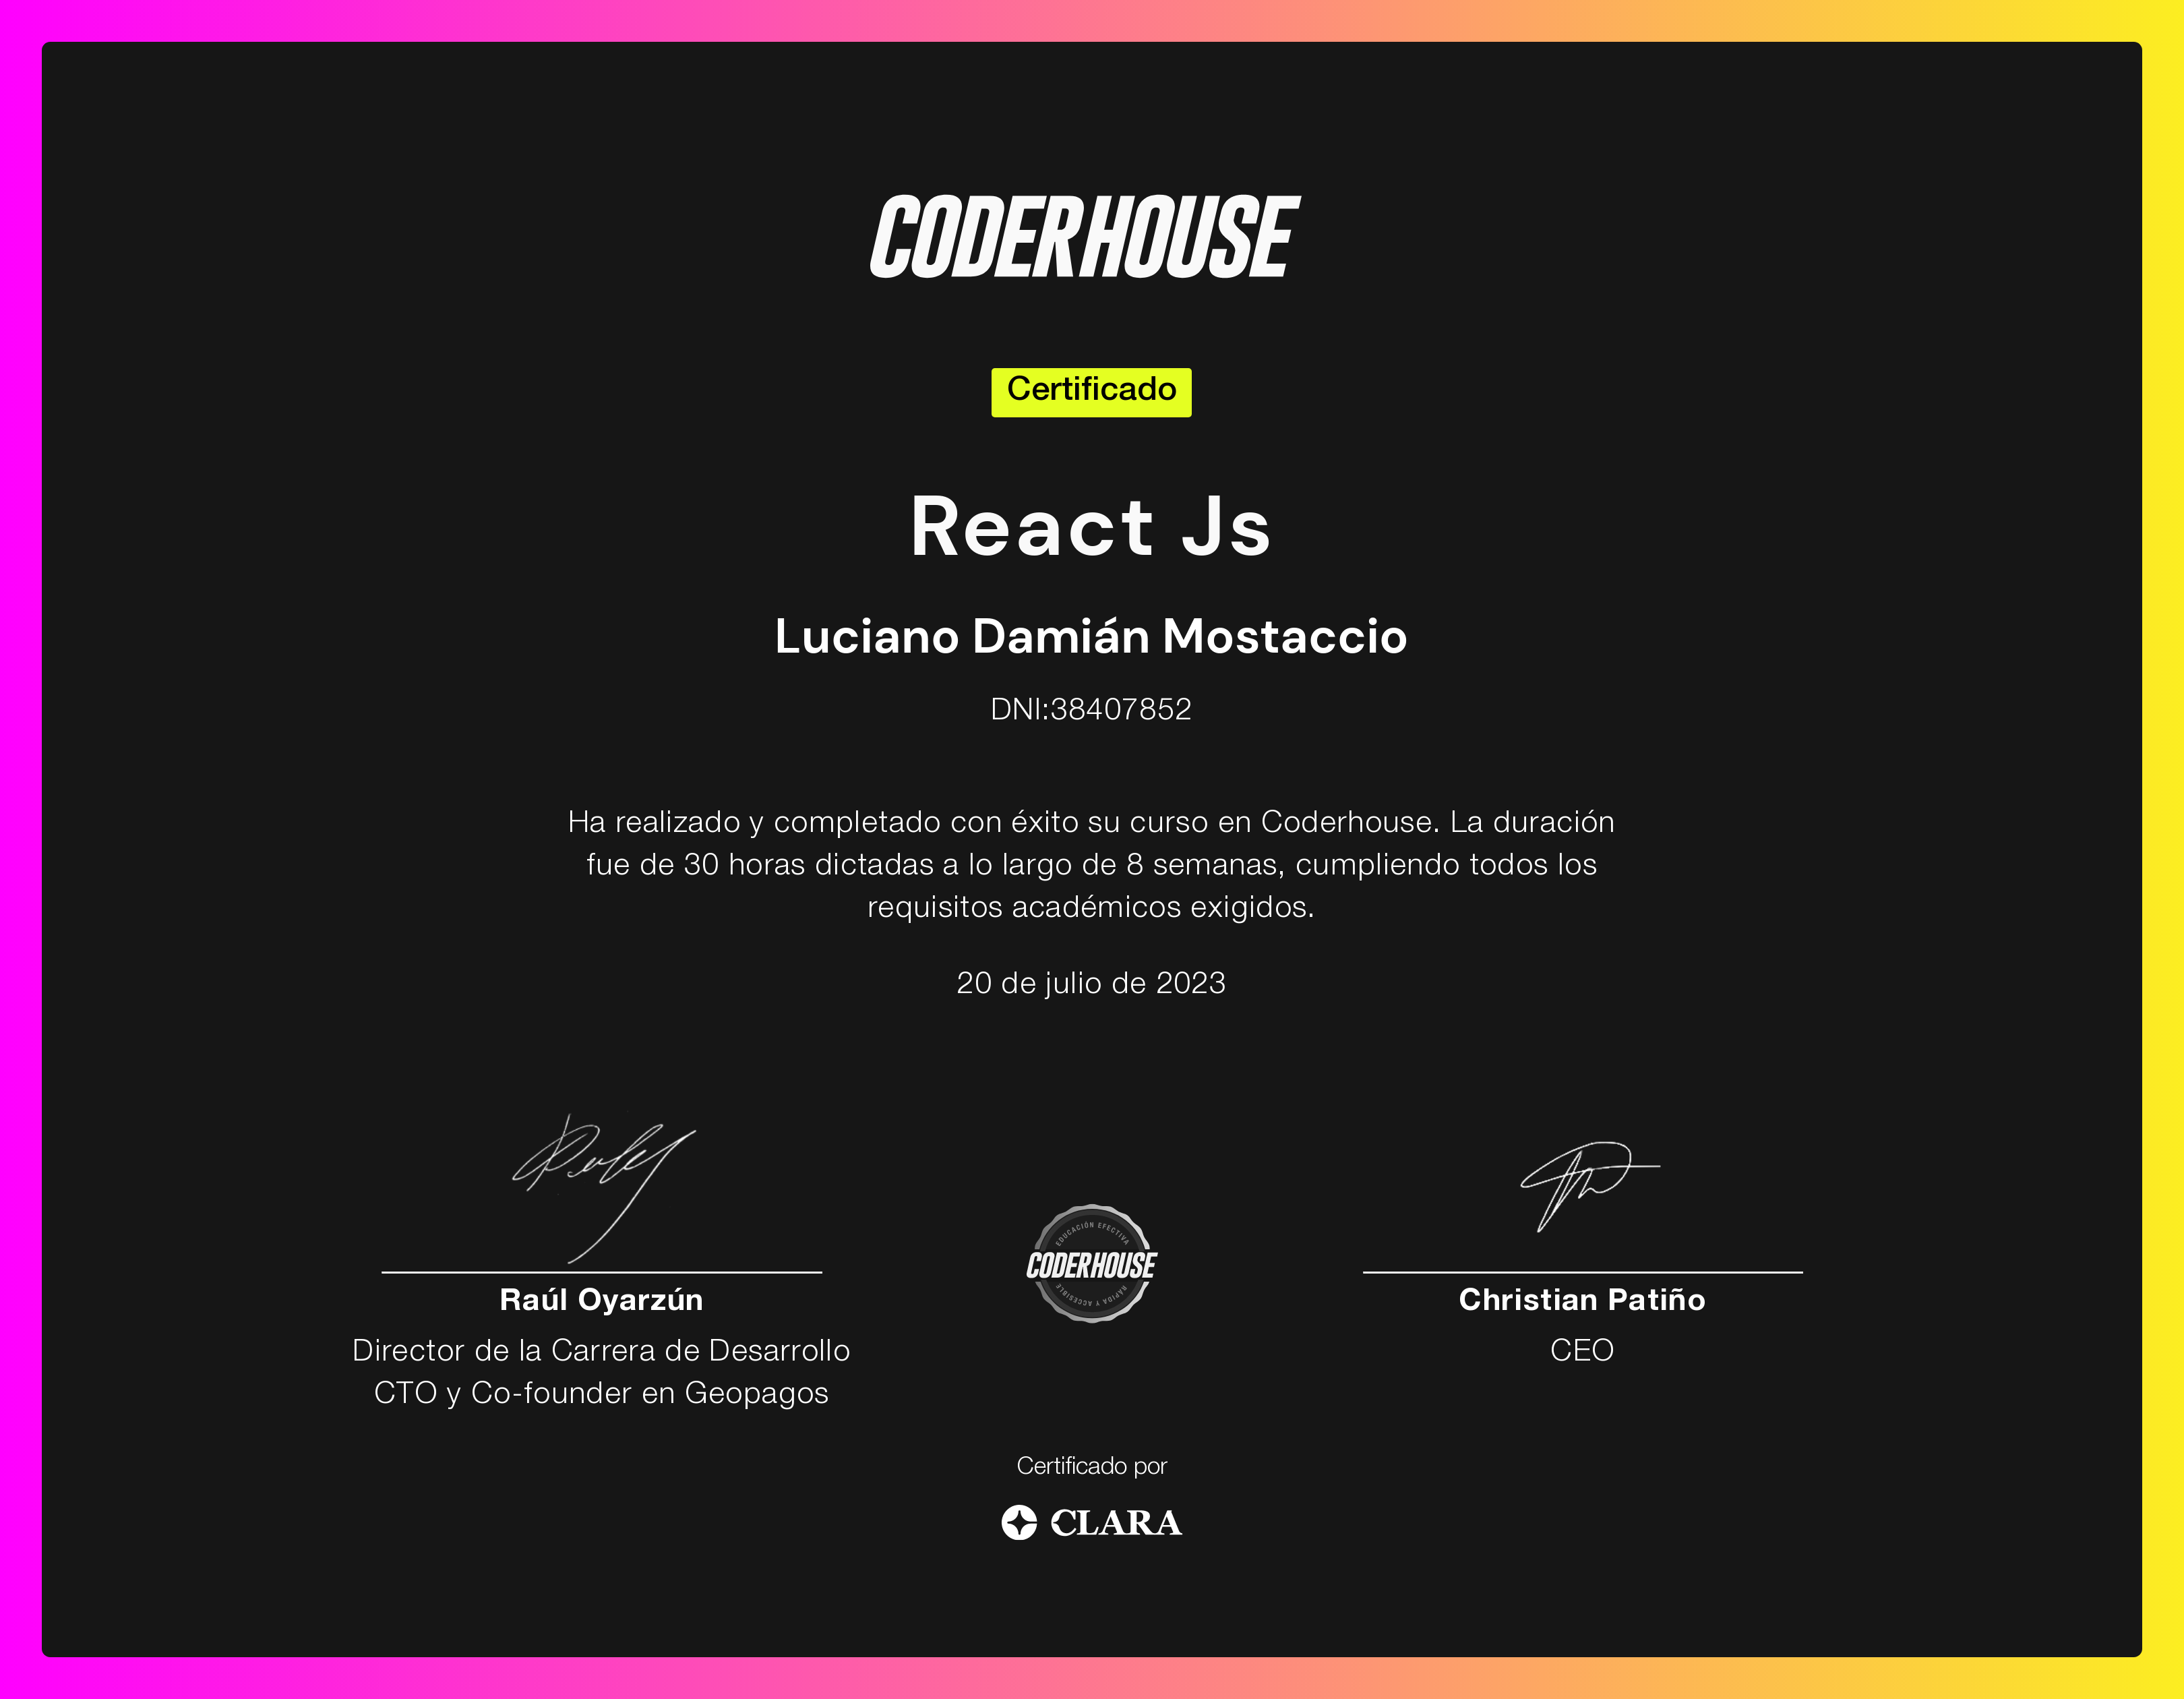 CODERHOUSE
Certificado
React Js
Luciano Damián Mostaccio
DNI:38407852
Ha realizado y completado con éxito su curso en Coderhouse. La duración
fue de 30 horas dictadas a lo largo de 8 semanas, cumpliendo todos los
requisitos académicos exigidos.
20 de julio de 2023
EDUCACIÓN EFECTIVA
CODERHOUSE
RÁPIDA Y ACCESIBLE
Raúl Oyarzún
Director de la Carrera de Desarrollo
CTO y Co-founder en Geopagos
Christian Patiño
CEO
Certificado por
CLARA